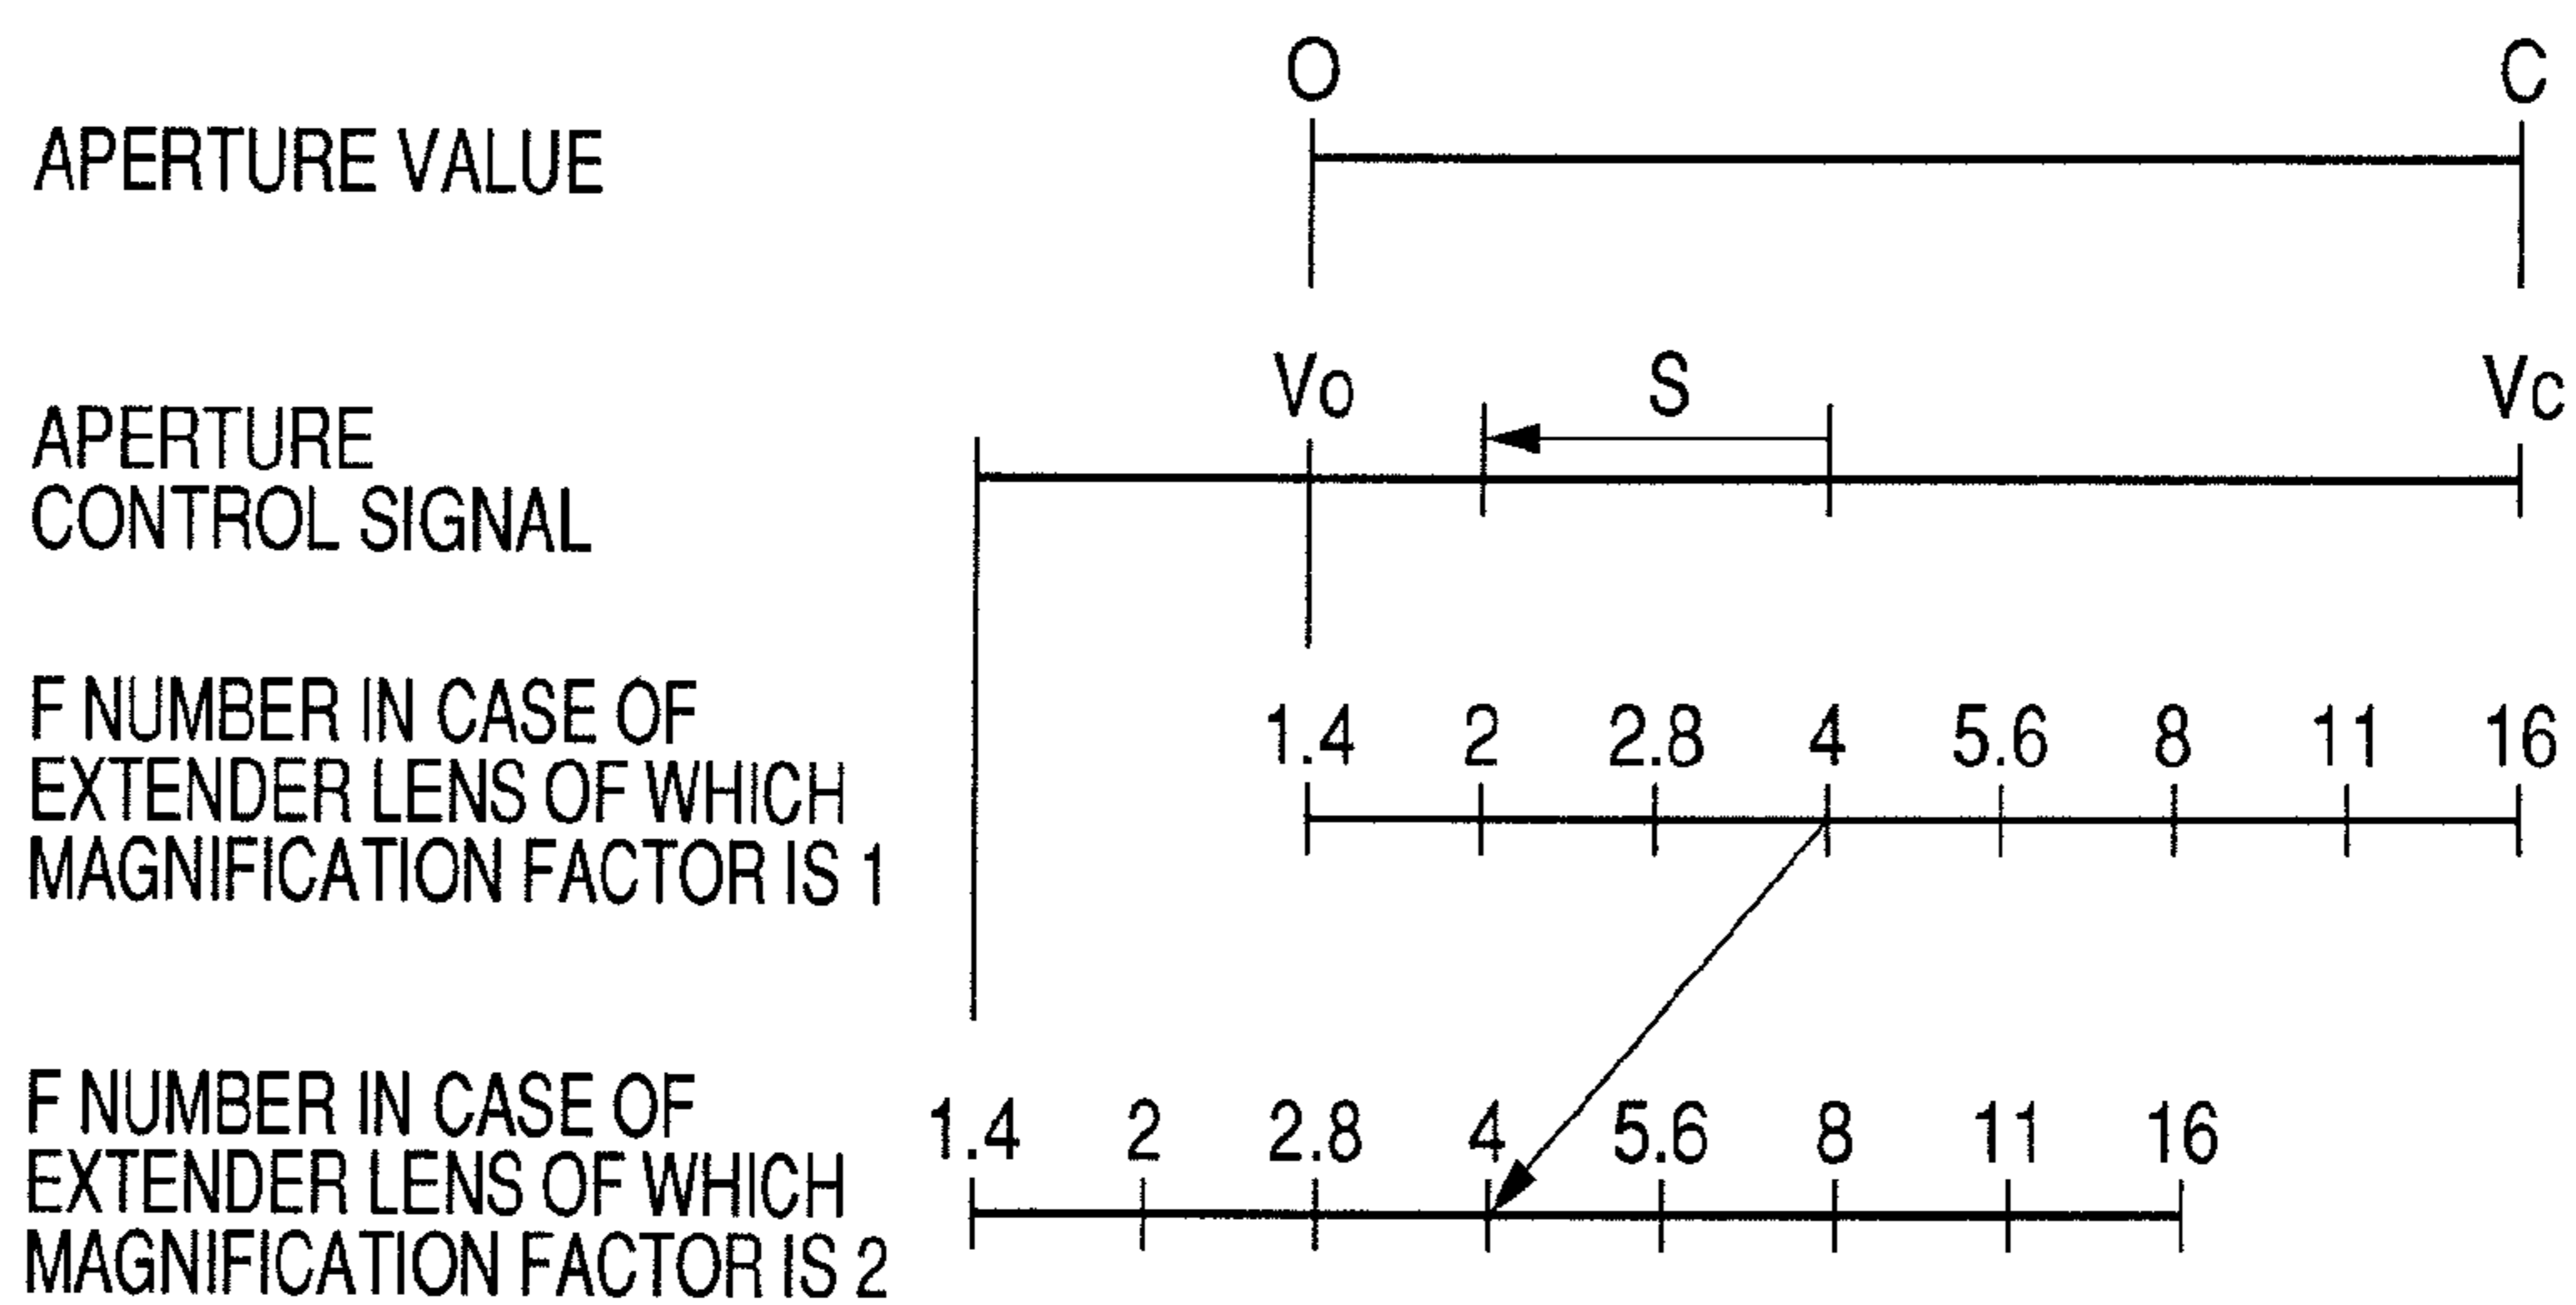 O C
APERTURE VALUE
Vo S Vc
APERTURE
CONTROL SIGNAL
F NUMBER IN CASE OF
EXTENDER LENS OF WHICH
MAGNIFICATION FACTOR IS 1
1.4 2 2.8 4 5.6 8 11 16
F NUMBER IN CASE OF
EXTENDER LENS OF WHICH
MAGNIFICATION FACTOR IS 2
1.4 2 2.8 4 5.6 8 11 16